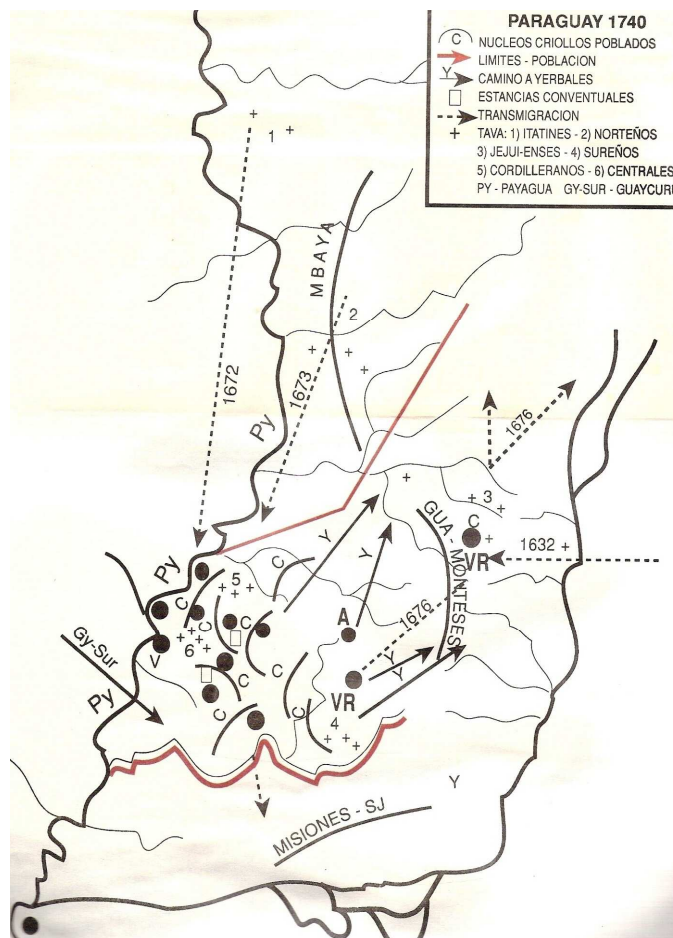 PARAGUAY 1740
C NUCLEOS CRIOLLOS POBLADOS
LIMITES - POBLACION
Y CAMINO A YERBALES
ESTANCIAS CONVENTUALES
TRANSMIGRACION
+ TAVA: 1) ITATINES - 2) NORTEÑOS
3) JEJUI-ENSES - 4) SUREÑOS
5) CORDILLERANOS - 6) CENTRALES
PY - PAYAGUA GY-SUR - GUAYCURU
1
MBAYA
2
1672
1673
Py
1676
3
C
VR
1632
GUA - MONTESES
Y
Y
Py
C
5
C
C
C
6
V
A
1676
Gy-Sur
C
C
C
C
VR
Y
Y
4
Py
Y
MISIONES - SJ